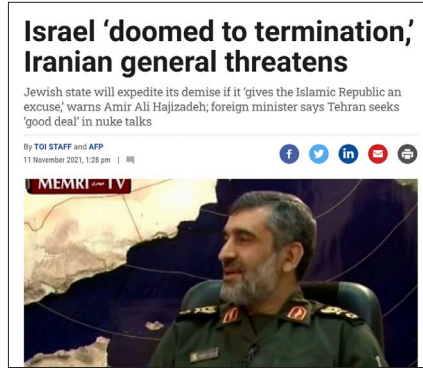 Israel ‘doomed to termination,’
Iranian general threatens
Jewish state will expedite its demise if it ‘gives the Islamic Republic an
excuse,’ warns Amir Ali Hajizadeh; foreign minister says Tehran seeks
‘good deal’ in nuke talks
By TOI STAFF and AFP
11 November 2021, 1:28 pm |
f in
MEMRI TV